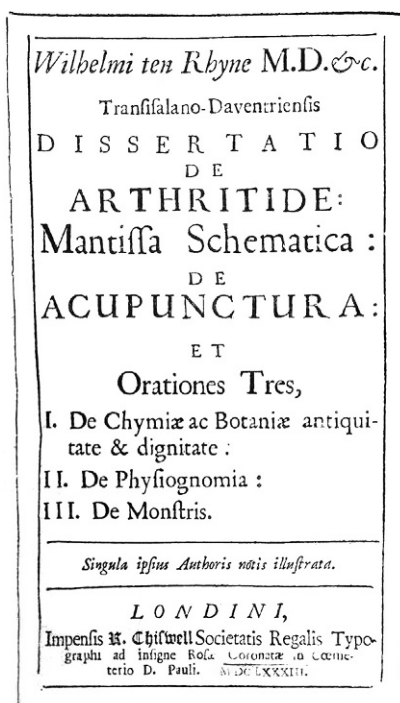 Wilhelmi ten Rhyne M.D. &c.
Tranſiſalano-Daventrienſis
DISSERTATIO
DE
ARTHRITIDE:
Mantiſſa Schematica:
DE
ACUPUNCTURA:
ET
Orationes Tres,
I. De Chymiæ ac Botaniæ antiqui-
tate & dignitate:
II. De Phyſiognomia:
III. De Monſtris.
Singula ipſius Authoris notis illuſtrata.
LONDINI,
Impenſis R. Chiſwell Societatis Regalis Typo-
graphi ad inſigne Roſæ Coronatæ in Cœme-
terio D. Pauli. MDCLXXXIII.